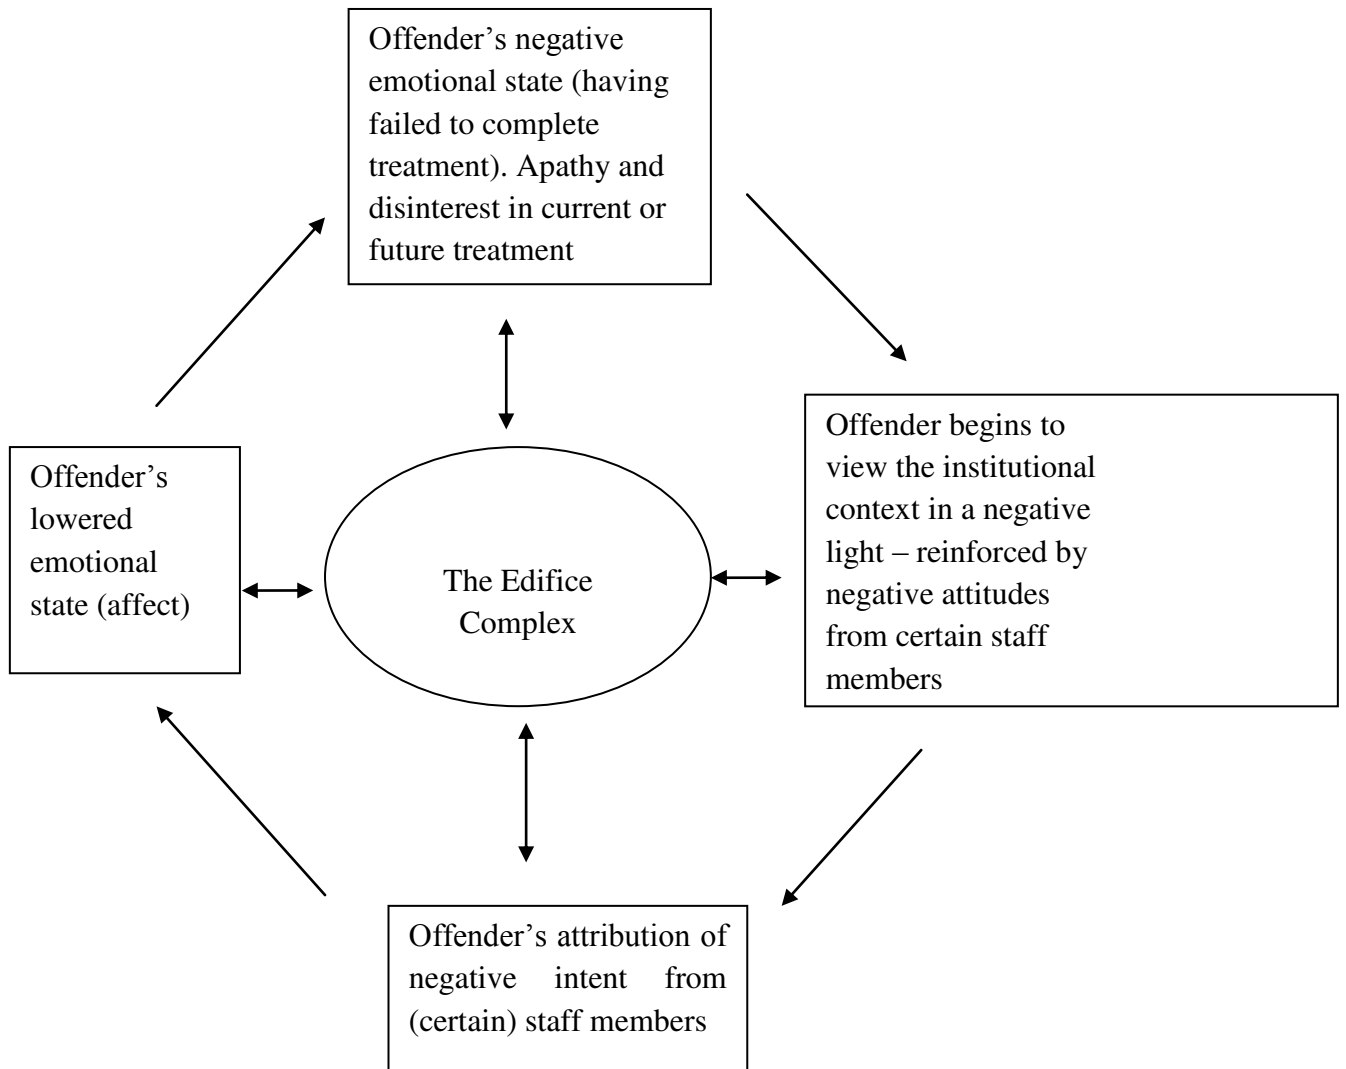 Offender’s negative
emotional state (having
failed to complete
treatment). Apathy and
disinterest in current or
future treatment
Offender begins to
view the institutional
context in a negative
light – reinforced by
negative attitudes
from certain staff
members
Offender’s
lowered
emotional
state (affect)
The Edifice
Complex
Offender’s attribution of
negative intent from
(certain) staff members